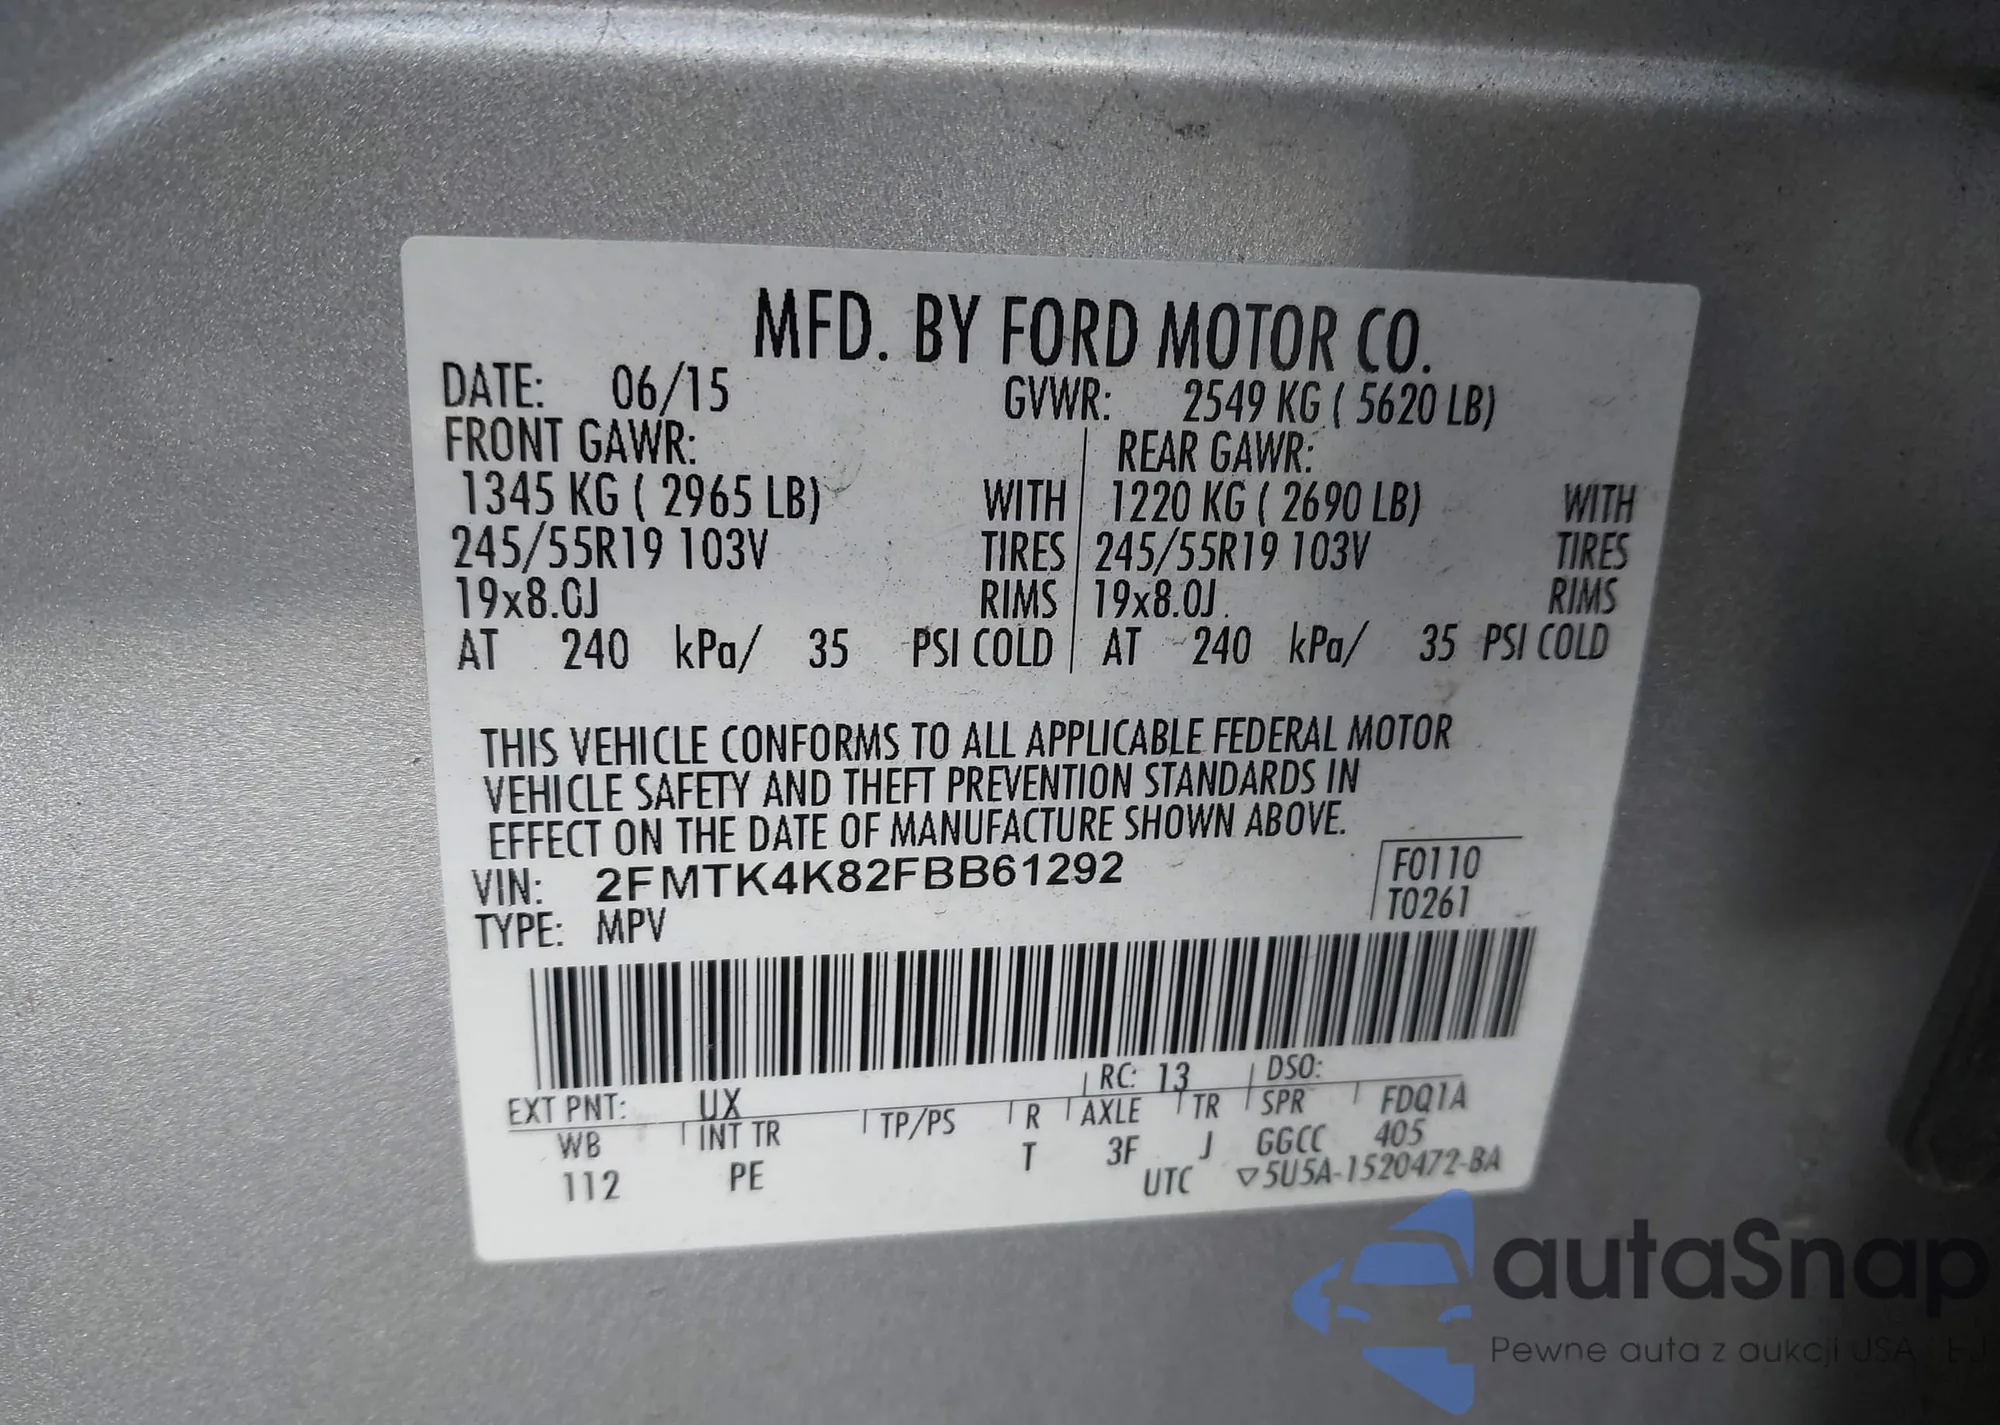 MFD. BY FORD MOTOR CO.
DATE: 06/15 GVWR: 2549 KG ( 5620 LB)
FRONT GAWR: REAR GAWR:
1345 KG ( 2965 LB) WITH 1220 KG ( 2690 LB) WITH
245/55R19 103V TIRES 245/55R19 103V TIRES
19x8.0J RIMS 19x8.0J RIMS
AT 240 kPa/ 35 PSI COLD AT 240 kPa/ 35 PSI COLD
THIS VEHICLE CONFORMS TO ALL APPLICABLE FEDERAL MOTOR
VEHICLE SAFETY AND THEFT PREVENTION STANDARDS IN
EFFECT ON THE DATE OF MANUFACTURE SHOWN ABOVE.
VIN: 2FMTK4K82FBB61292 F0110
TYPE: MPV T0261
EXT PNT: UX RC: 13 DSO:
WB INT TR TP/PS R AXLE TR SPR FDQ1A
112 PE T 3F J GGCC 405
UTC ▽5U5A-1520472-BA
autaSnap
Pewne auta z aukcji USA i EU